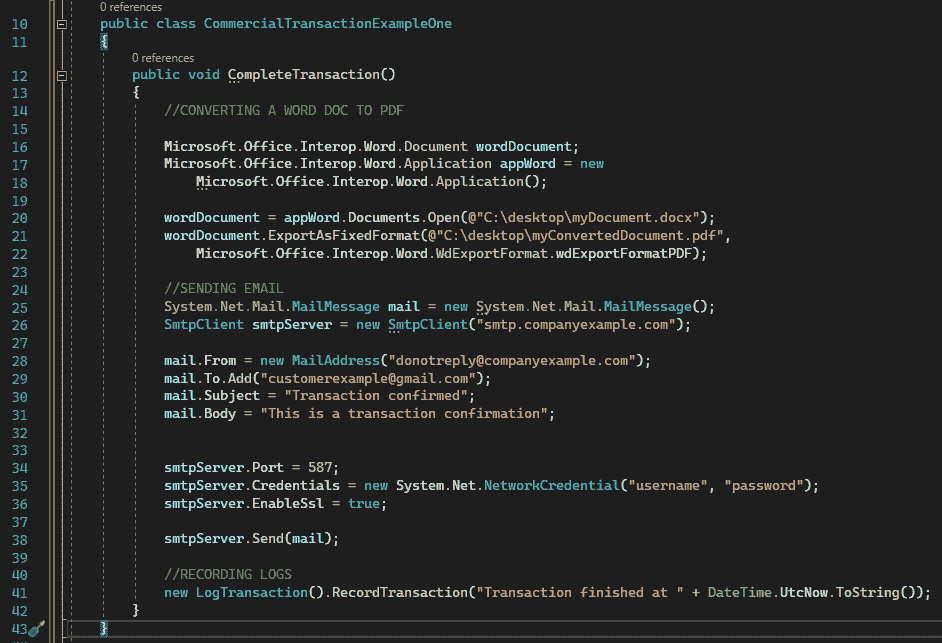 0 references
10 public class CommercialTransactionExampleOne
11 {
0 references
12 public void CompleteTransaction()
13 {
14 //CONVERTING A WORD DOC TO PDF
15
16 Microsoft.Office.Interop.Word.Document wordDocument;
17 Microsoft.Office.Interop.Word.Application appWord = new
18 Microsoft.Office.Interop.Word.Application();
19
20 wordDocument = appWord.Documents.Open(@"C:\desktop\myDocument.docx");
21 wordDocument.ExportAsFixedFormat(@"C:\desktop\myConvertedDocument.pdf",
22 Microsoft.Office.Interop.Word.WdExportFormat.wdExportFormatPDF);
23
24 //SENDING EMAIL
25 System.Net.Mail.MailMessage mail = new System.Net.Mail.MailMessage();
26 SmtpClient smtpServer = new SmtpClient("smtp.companyexample.com");
27
28 mail.From = new MailAddress("donotreply@companyexample.com");
29 mail.To.Add("customerexample@gmail.com");
30 mail.Subject = "Transaction confirmed";
31 mail.Body = "This is a transaction confirmation";
32
33
34 smtpServer.Port = 587;
35 smtpServer.Credentials = new System.Net.NetworkCredential("username", "password");
36 smtpServer.EnableSsl = true;
37
38 smtpServer.Send(mail);
39
40 //RECORDING LOGS
41 new LogTransaction().RecordTransaction("Transaction finished at " + DateTime.UtcNow.ToString());
42 }
43 }